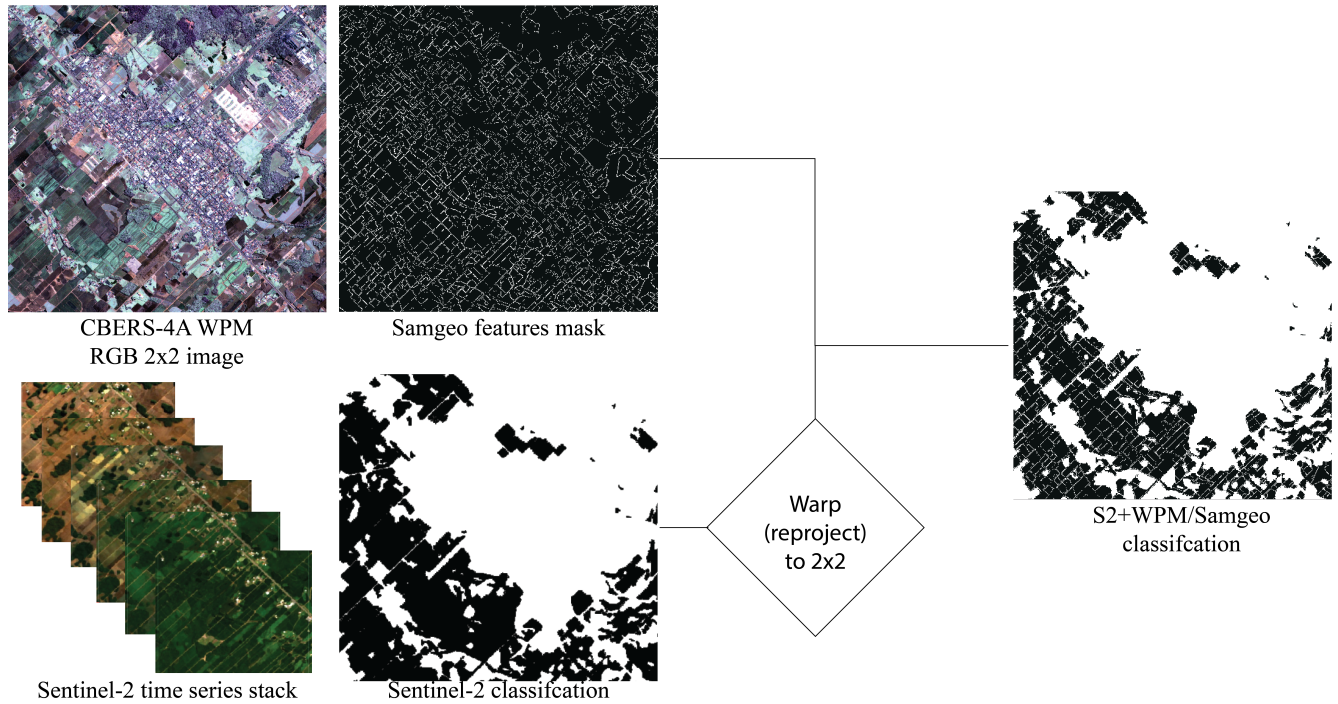 CBERS-4A WPM
RGB 2x2 image
Samgeo features mask
Sentinel-2 time series stack
Sentinel-2 classifcation
Warp
(reproject)
to 2x2
S2+WPM/Samgeo
classifcation